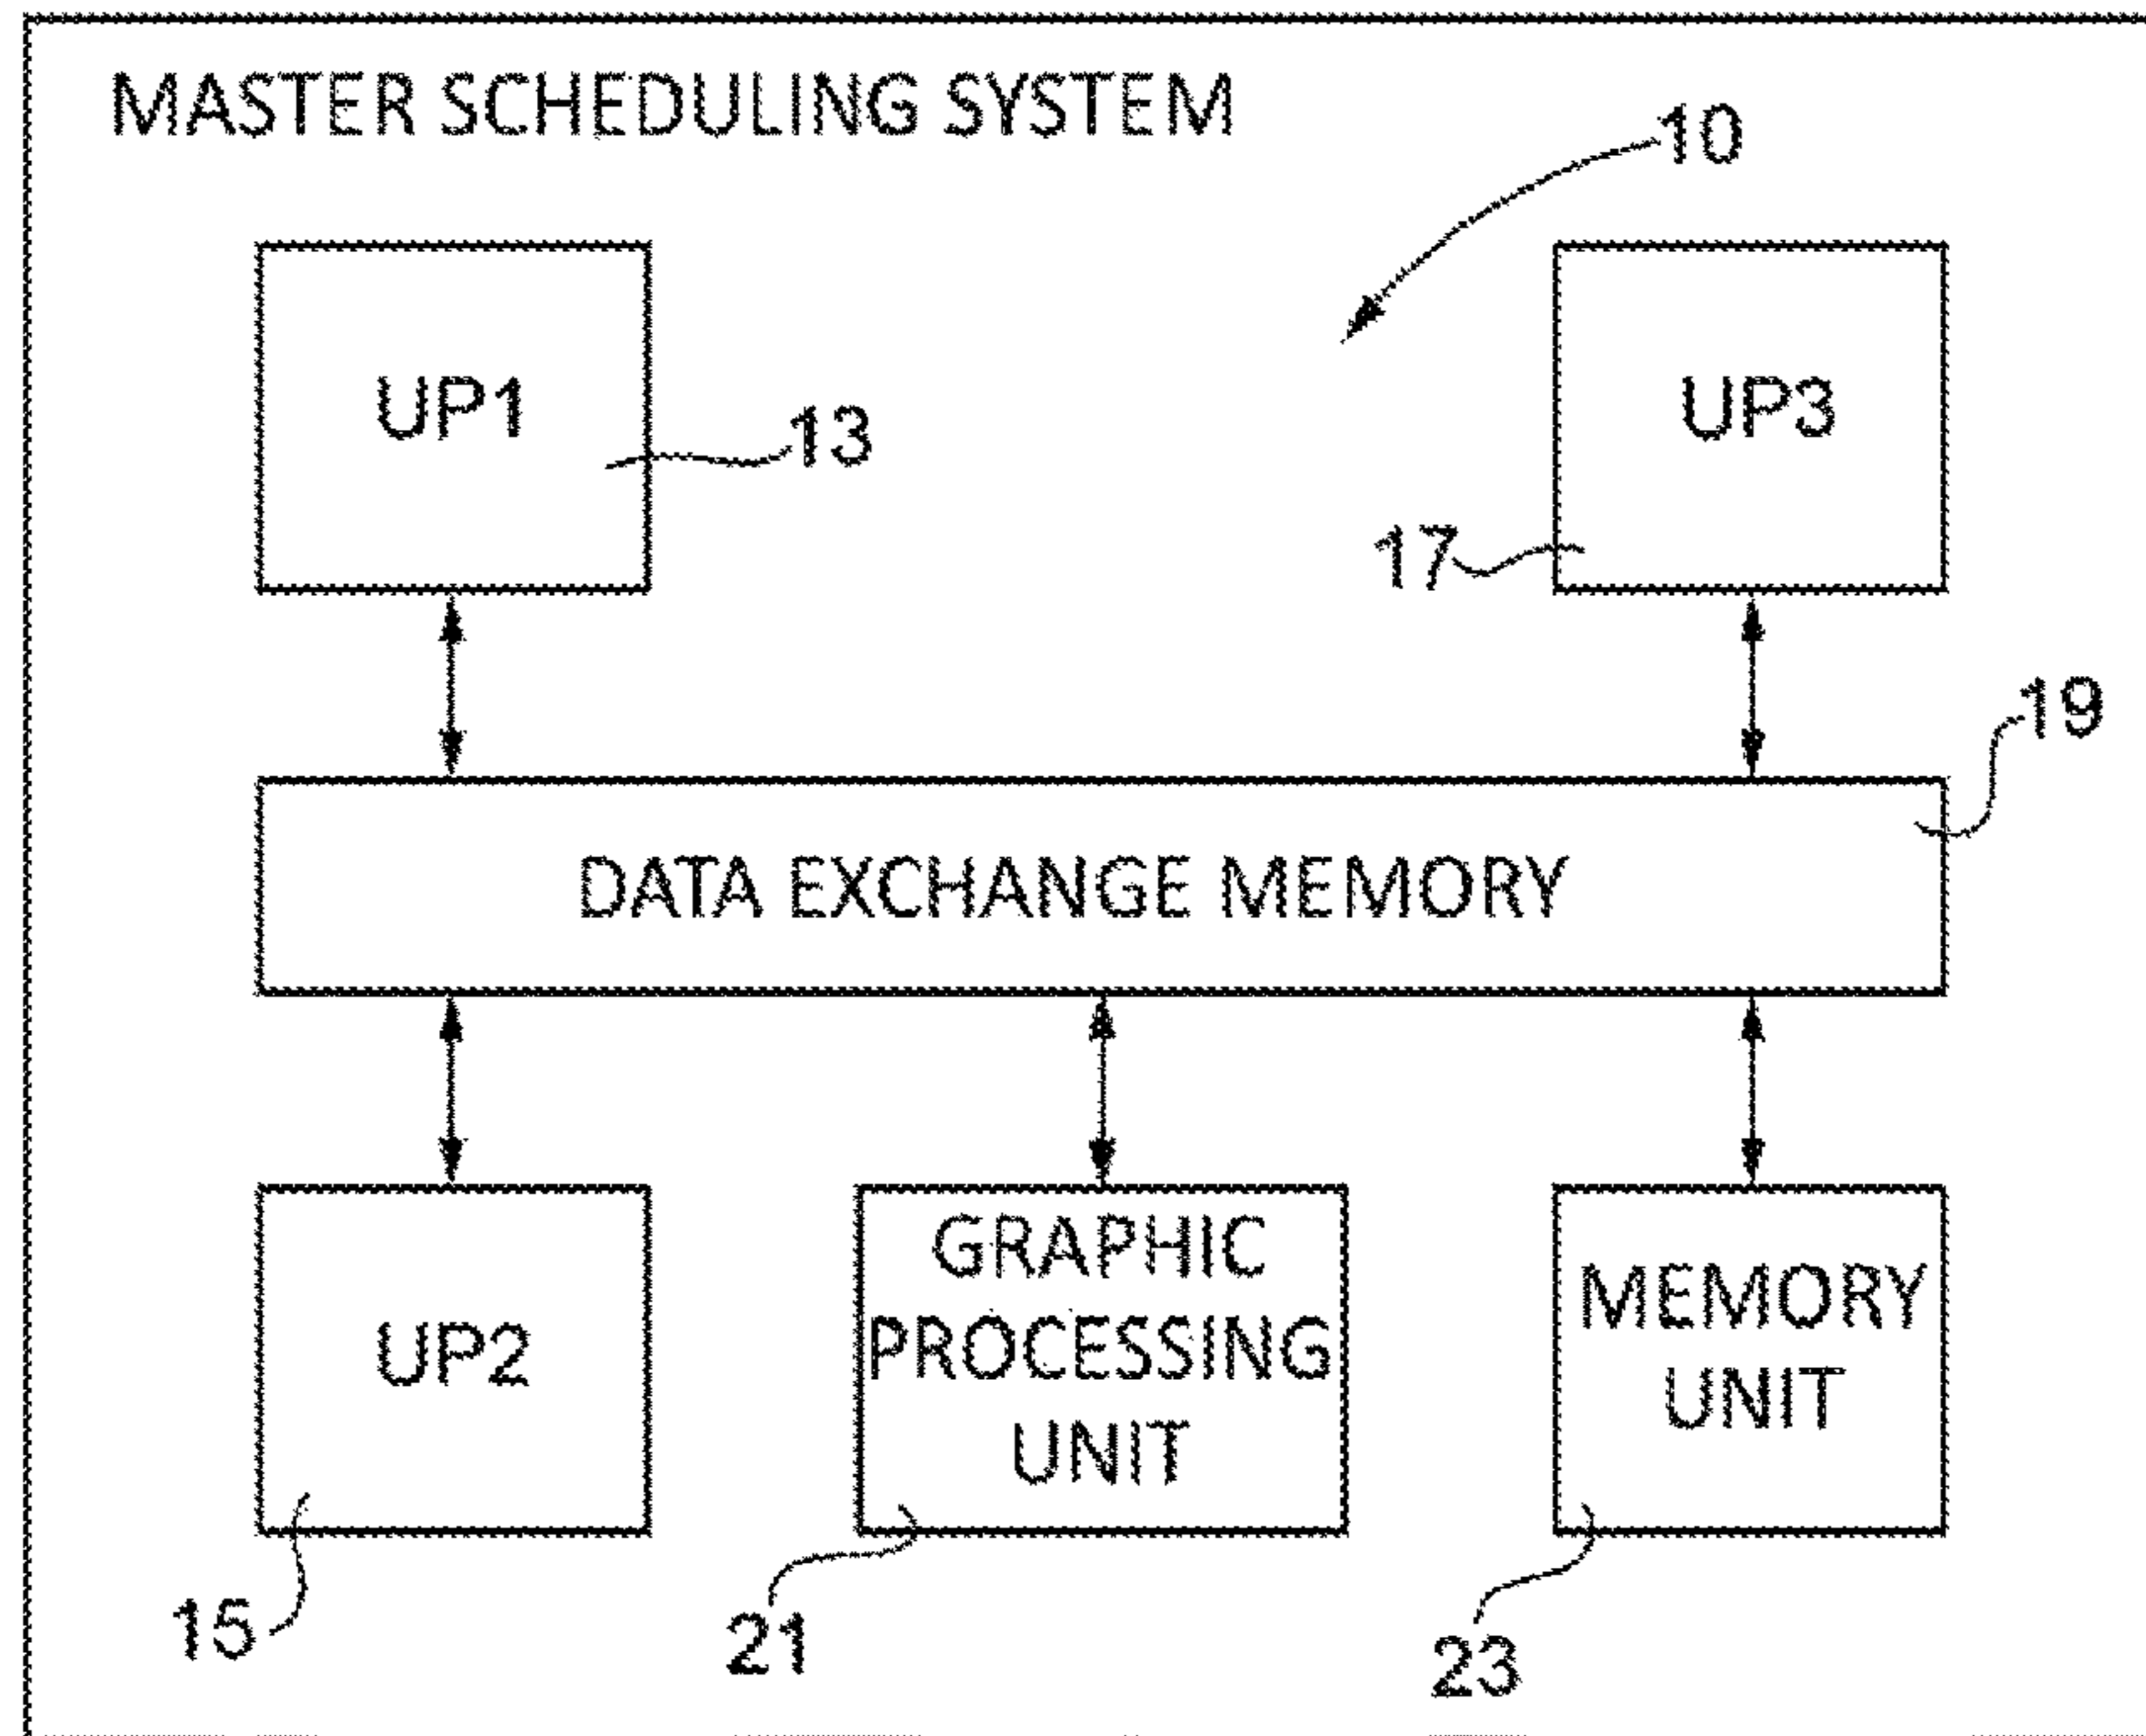 MASTER SCHEDULING SYSTEM
10
UP1
UP3
13
17
19
DATA EXCHANGE MEMORY
UP2
GRAPHIC
PROCESSING
UNIT
MEMORY
UNIT
15
21
23